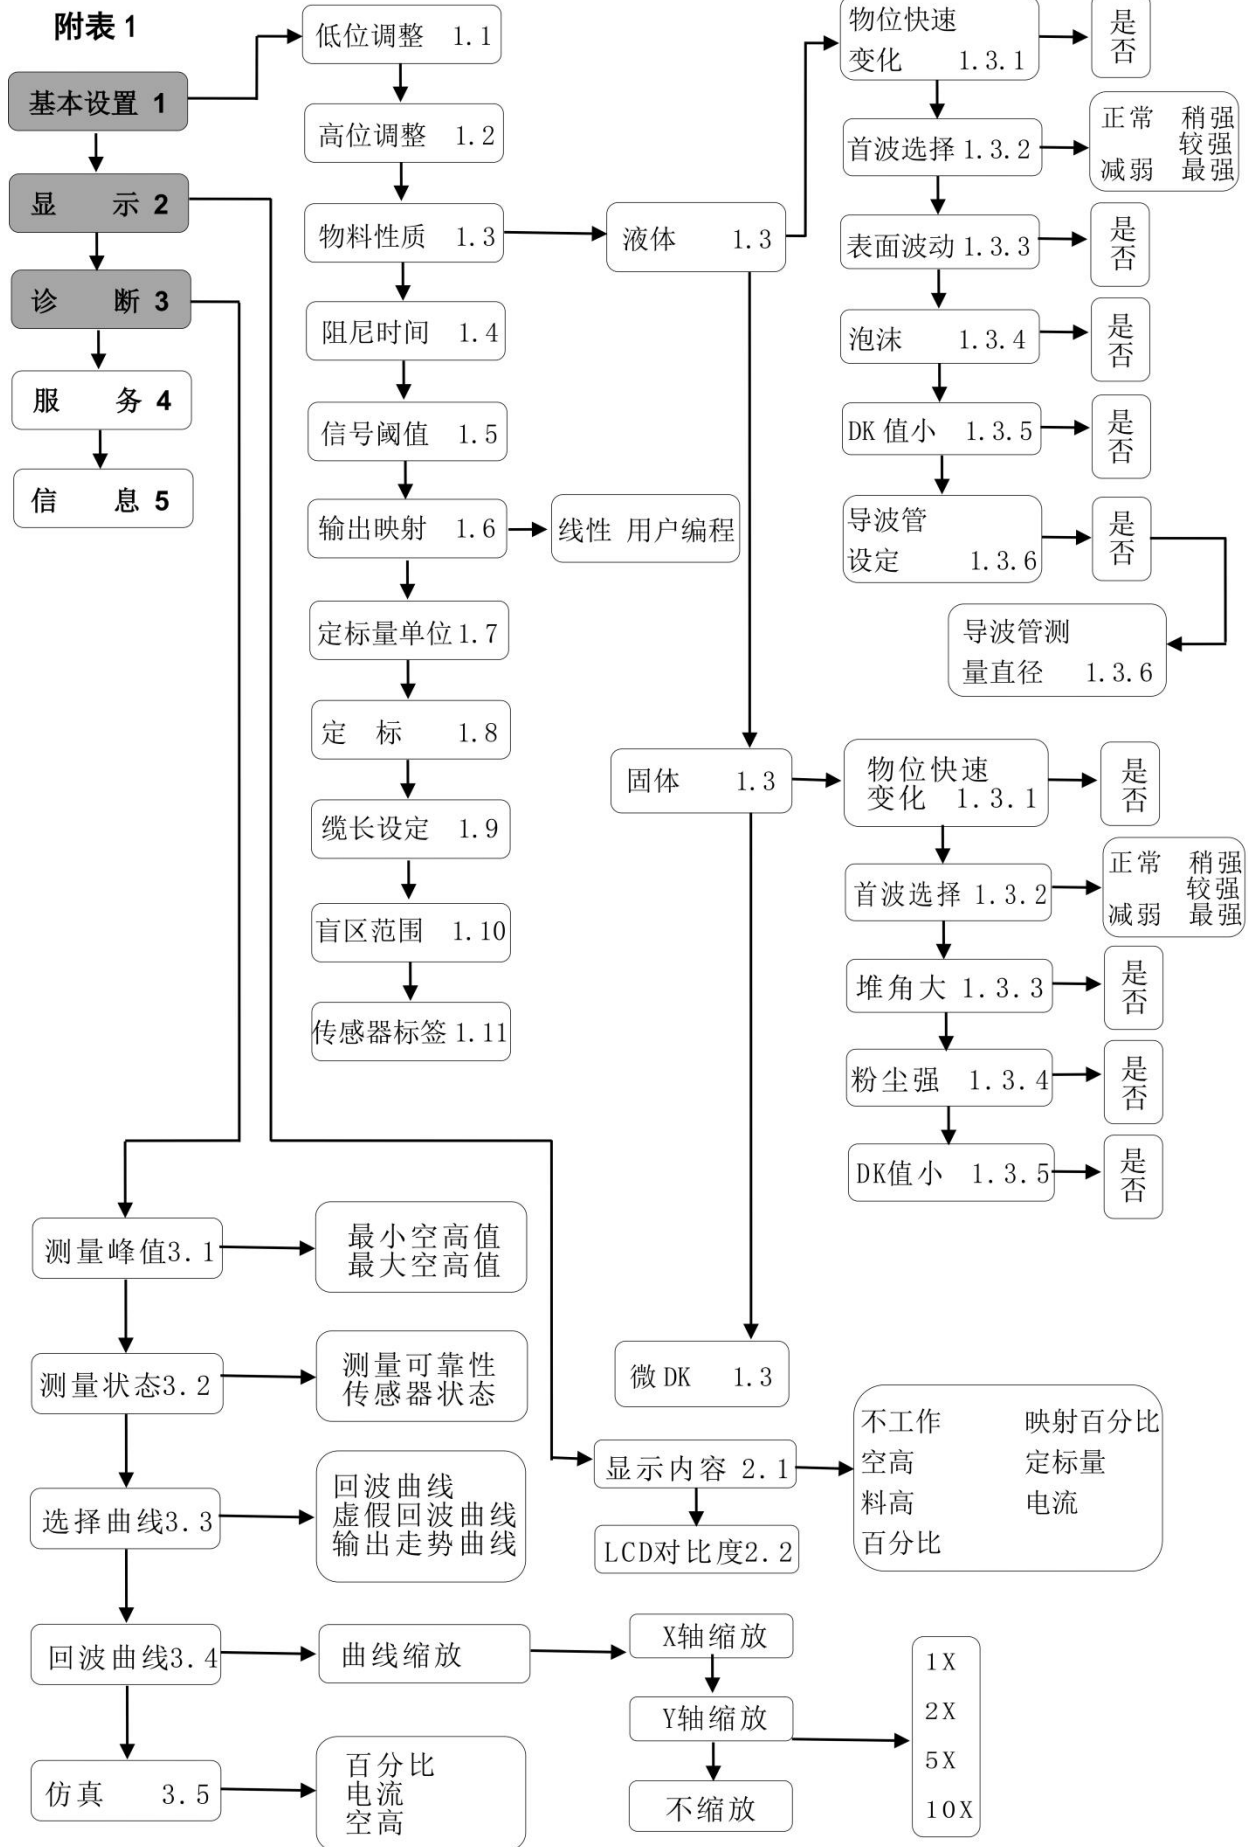 附表 1
基本设置 1
显 示 2
诊 断 3
服 务 4
信 息 5
低位调整 1.1
高位调整 1.2
物料性质 1.3
阻尼时间 1.4
信号阈值 1.5
输出映射 1.6
线性 用户编程
定标量单位1.7
定 标 1.8
缆长设定 1.9
盲区范围 1.10
传感器标签1.11
液体 1.3
物位快速
变化 1.3.1
是
否
首波选择1.3.2
正常 稍强
较强
减弱 最强
表面波动1.3.3
是
否
泡沫 1.3.4
是
否
DK值小 1.3.5
是
否
导波管
设定 1.3.6
是
否
导波管测
量直径 1.3.6
固体 1.3
物位快速
变化 1.3.1
是
否
首波选择1.3.2
正常 稍强
较强
减弱 最强
堆角大 1.3.3
是
否
粉尘强 1.3.4
是
否
DK值小 1.3.5
是
否
微DK 1.3
显示内容 2.1
不工作 映射百分比
空高 定标量
料高 电流
百分比
LCD对比度2.2
测量峰值3.1
最小空高值
最大空高值
测量状态3.2
测量可靠性
传感器状态
选择曲线3.3
回波曲线
虚假回波曲线
输出走势曲线
回波曲线3.4
曲线缩放
X轴缩放
Y轴缩放
不缩放
1X
2X
5X
10X
仿真 3.5
百分比
电流
空高